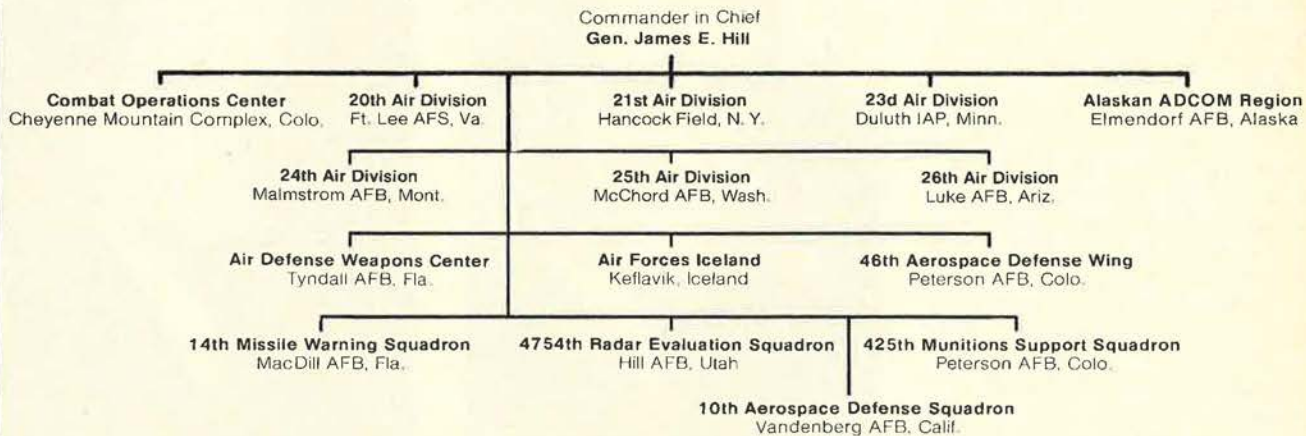 Commander in Chief
Gen. James E. Hill
Combat Operations Center
Cheyenne Mountain Complex, Colo.
20th Air Division
Ft. Lee AFS, Va.
21st Air Division
Hancock Field, N. Y.
23d Air Division
Duluth IAP, Minn.
Alaskan ADCOM Region
Elmendorf AFB, Alaska
24th Air Division
Malmstrom AFB, Mont.
25th Air Division
McChord AFB, Wash.
26th Air Division
Luke AFB, Ariz.
Air Defense Weapons Center
Tyndall AFB, Fla.
Air Forces Iceland
Keflavik, Iceland
46th Aerospace Defense Wing
Peterson AFB, Colo.
14th Missile Warning Squadron
MacDill AFB, Fla.
4754th Radar Evaluation Squadron
Hill AFB, Utah
425th Munitions Support Squadron
Peterson AFB, Colo.
10th Aerospace Defense Squadron
Vandenberg AFB, Calif.